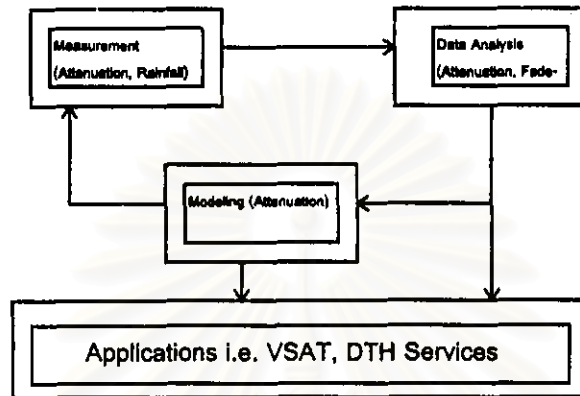 Measurement
(Attenuation, Rainfall)
Data Analysis
(Attenuation, Fade-
Modeling (Attenuation)
Applications i.e. VSAT, DTH Services